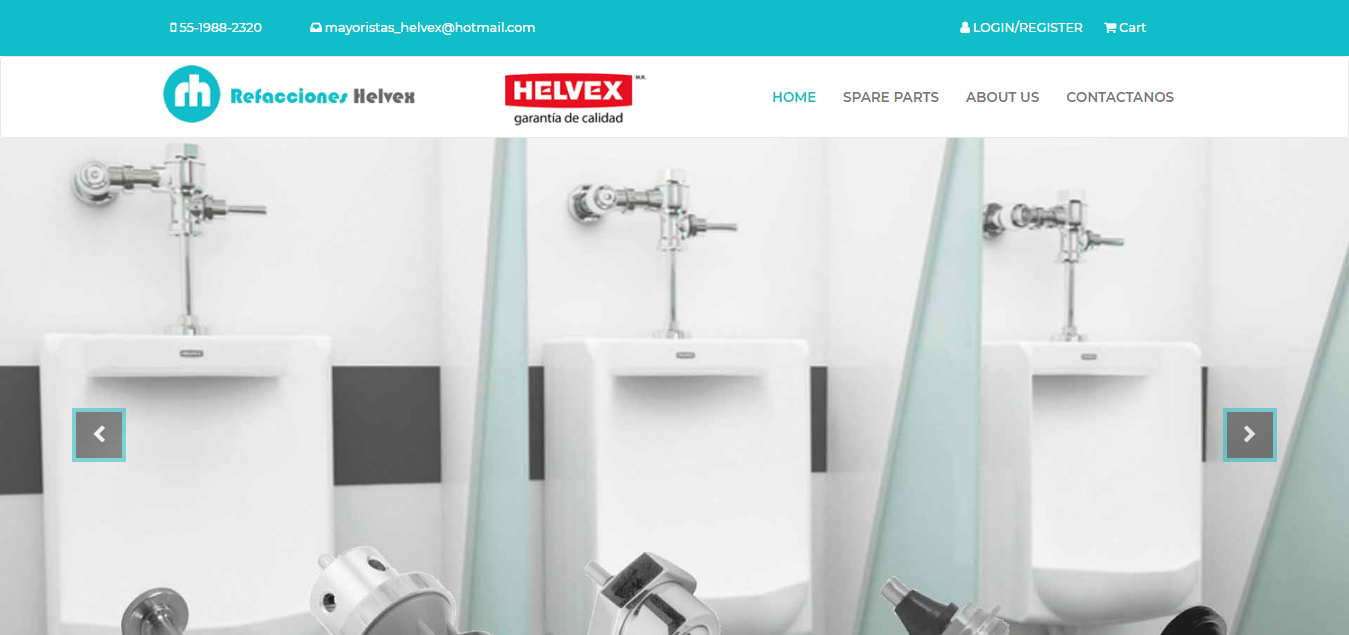 55-1988-2320 mayoristas_helvex@hotmail.com LOGIN/REGISTER Cart
Refacciones Helvex
HELVEX M.R.
garantía de calidad
HOME SPARE PARTS ABOUT US CONTACTANOS